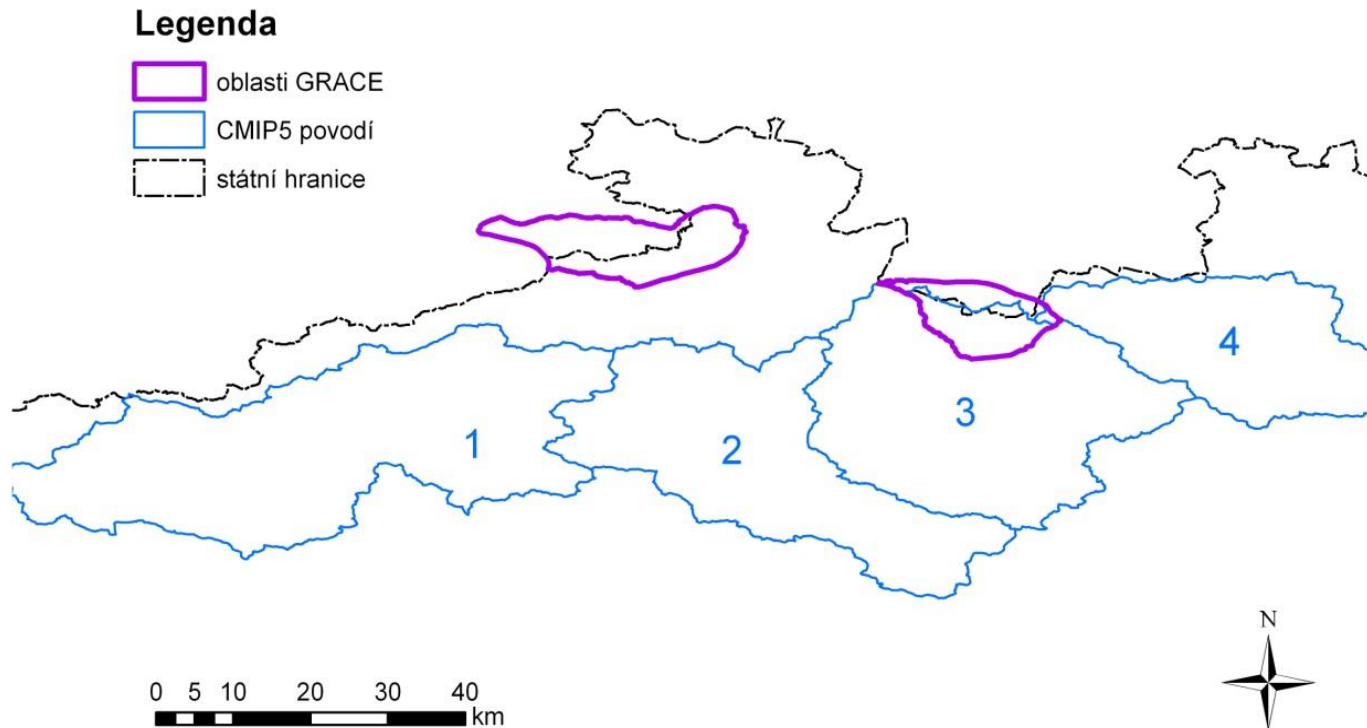 Legenda
oblasti GRACE
CMIP5 povodí
státní hranice
1
2
3
4
N
0 5 10 20 30 40
km